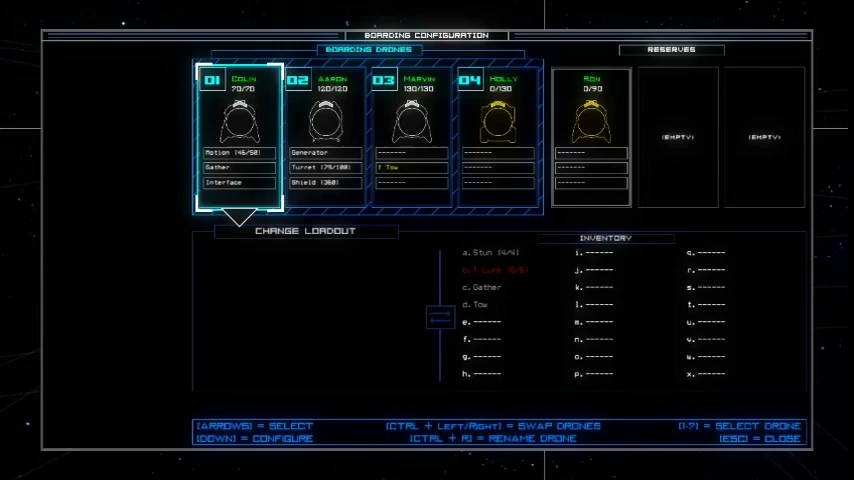 BOARDING CONFIGURATION
BOARDING DRONES
RESERVES
01 COLIN
70/70
02 AARON
120/120
03 MARVIN
130/130
04 HOLLY
0/130
RON
0/90
(EMPTY)
(EMPTY)
Motion (46/50)
Gather
Interface
Generator
Turret (75/100)
Shield (360)
-------
! Tow
-------
-------
-------
-------
-------
-------
-------
CHANGE LOADOUT
INVENTORY
a. Stun (4/4)
b. ! Lure (6/6)
c. Gather
d. Tow
e. ------
f. ------
g. ------
h. ------
i. ------
j. ------
k. ------
l. ------
m. ------
n. ------
o. ------
p. ------
q. ------
r. ------
s. ------
t. ------
u. ------
v. ------
w. ------
x. ------
[ARROWS] = SELECT
[CTRL + LEFT/RIGHT] = SWAP DRONES
[1-7] = SELECT DRONE
[DOWN] = CONFIGURE
[CTRL + R] = RENAME DRONE
[ESC] = CLOSE